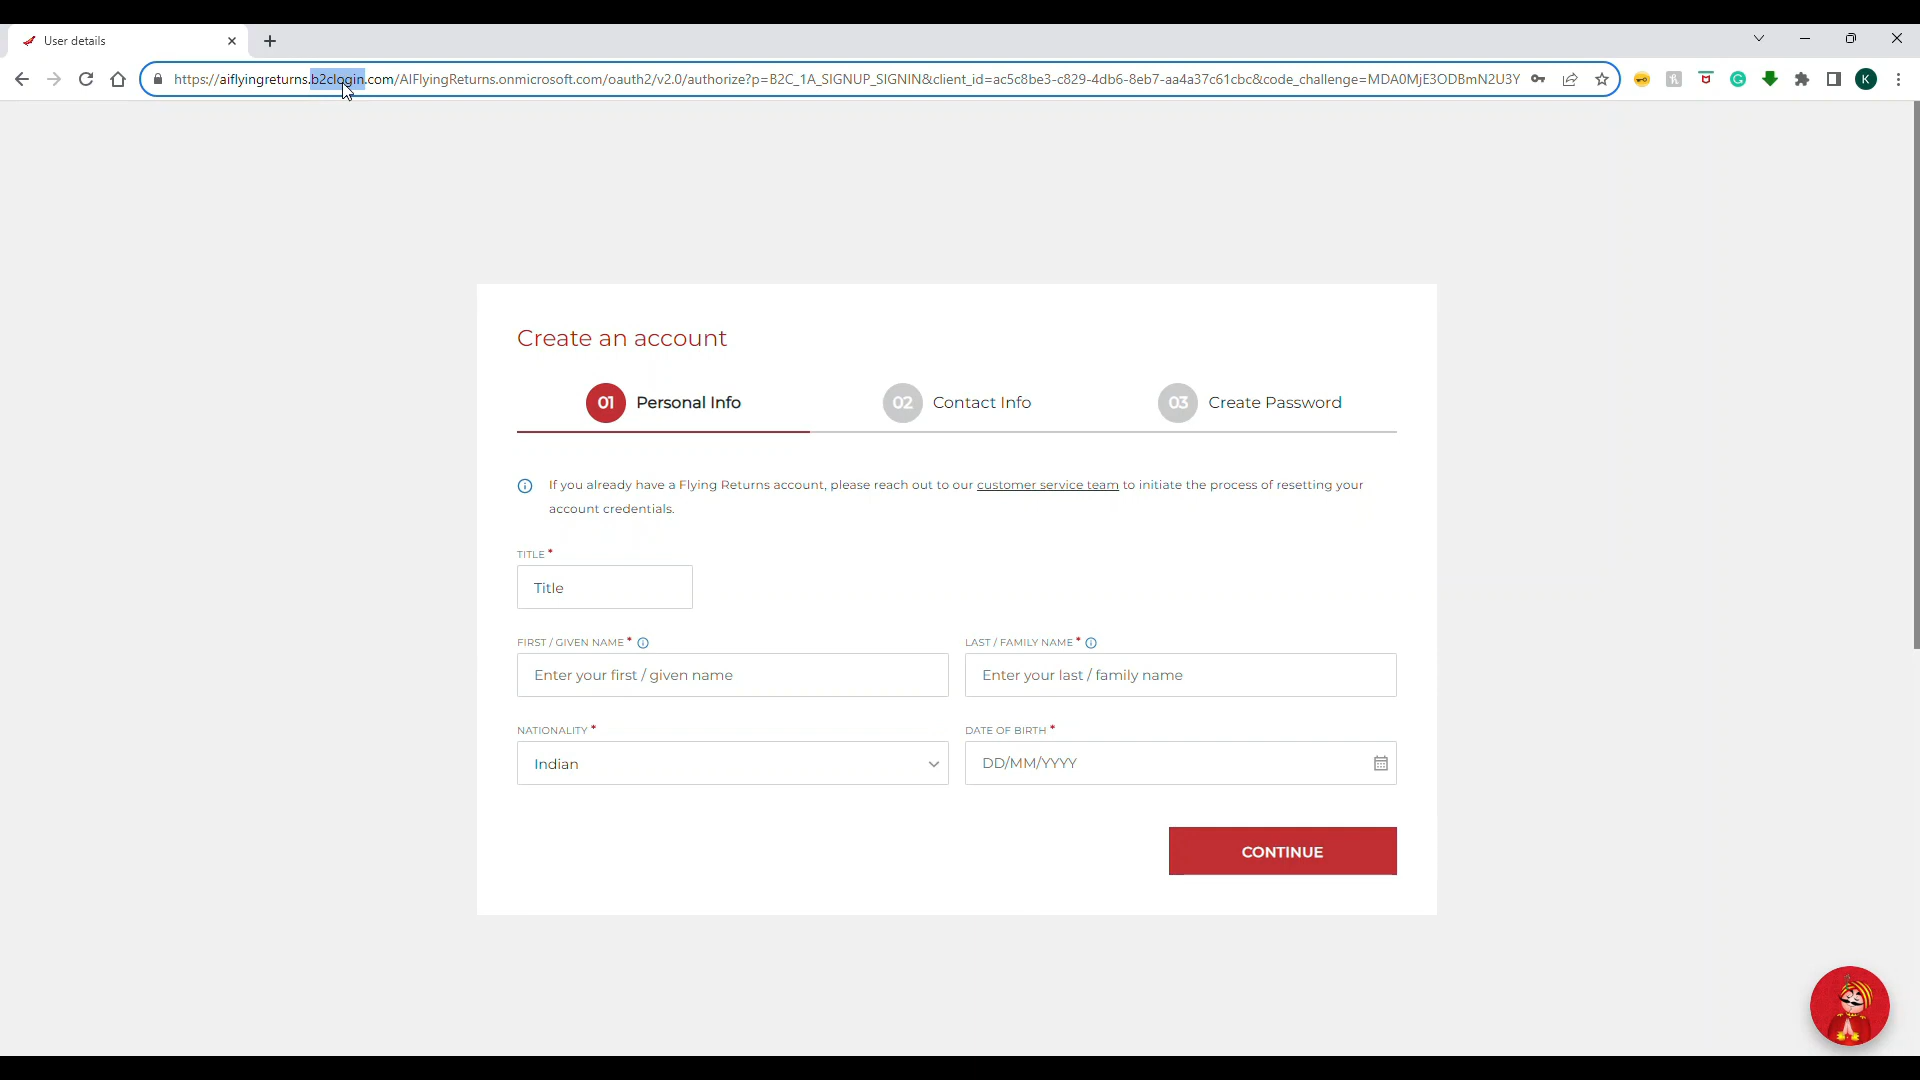 User details
https://aiflyingreturns.b2clogin.com/AIFlyingReturns.onmicrosoft.com/oauth2/v2.0/authorize?p=B2C_1A_SIGNUP_SIGNIN&client_id=ac5c8be3-c829-4db6-8eb7-aa4a37c61cbc&code_challenge=MDA0MjE3ODBmN2U3Y
K
Create an account
01 Personal Info
02 Contact Info
03 Create Password
If you already have a Flying Returns account, please reach out to our customer service team to initiate the process of resetting your
account credentials.
TITLE *
Title
FIRST / GIVEN NAME *
LAST / FAMILY NAME *
Enter your first / given name
Enter your last / family name
NATIONALITY *
DATE OF BIRTH *
Indian
DD/MM/YYYY
CONTINUE